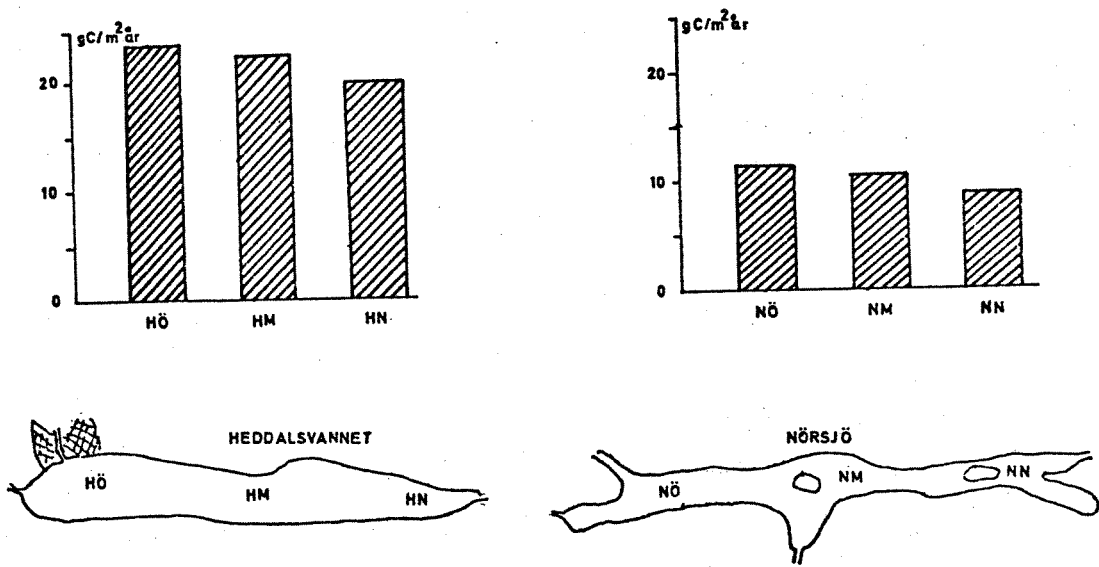 gC/m²år
20
10
0
HÖ HM HN
gC/m²år
20
10
0
NÖ NM NN
HEDDALSVANNET
HÖ HM HN
NÖRSJÖ
NÖ NM NN